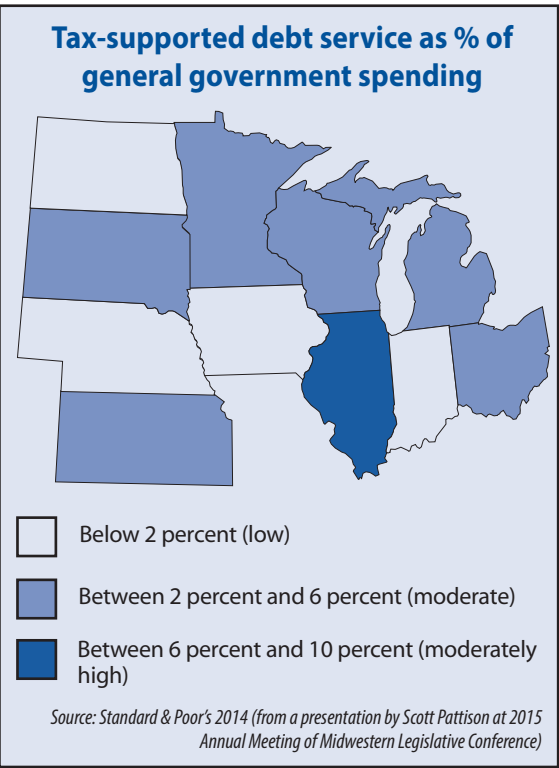 Tax-supported debt service as % of
general government spending
Below 2 percent (low)
Between 2 percent and 6 percent (moderate)
Between 6 percent and 10 percent (moderately
high)
Source: Standard & Poor's 2014 (from a presentation by Scott Pattison at 2015
Annual Meeting of Midwestern Legislative Conference)